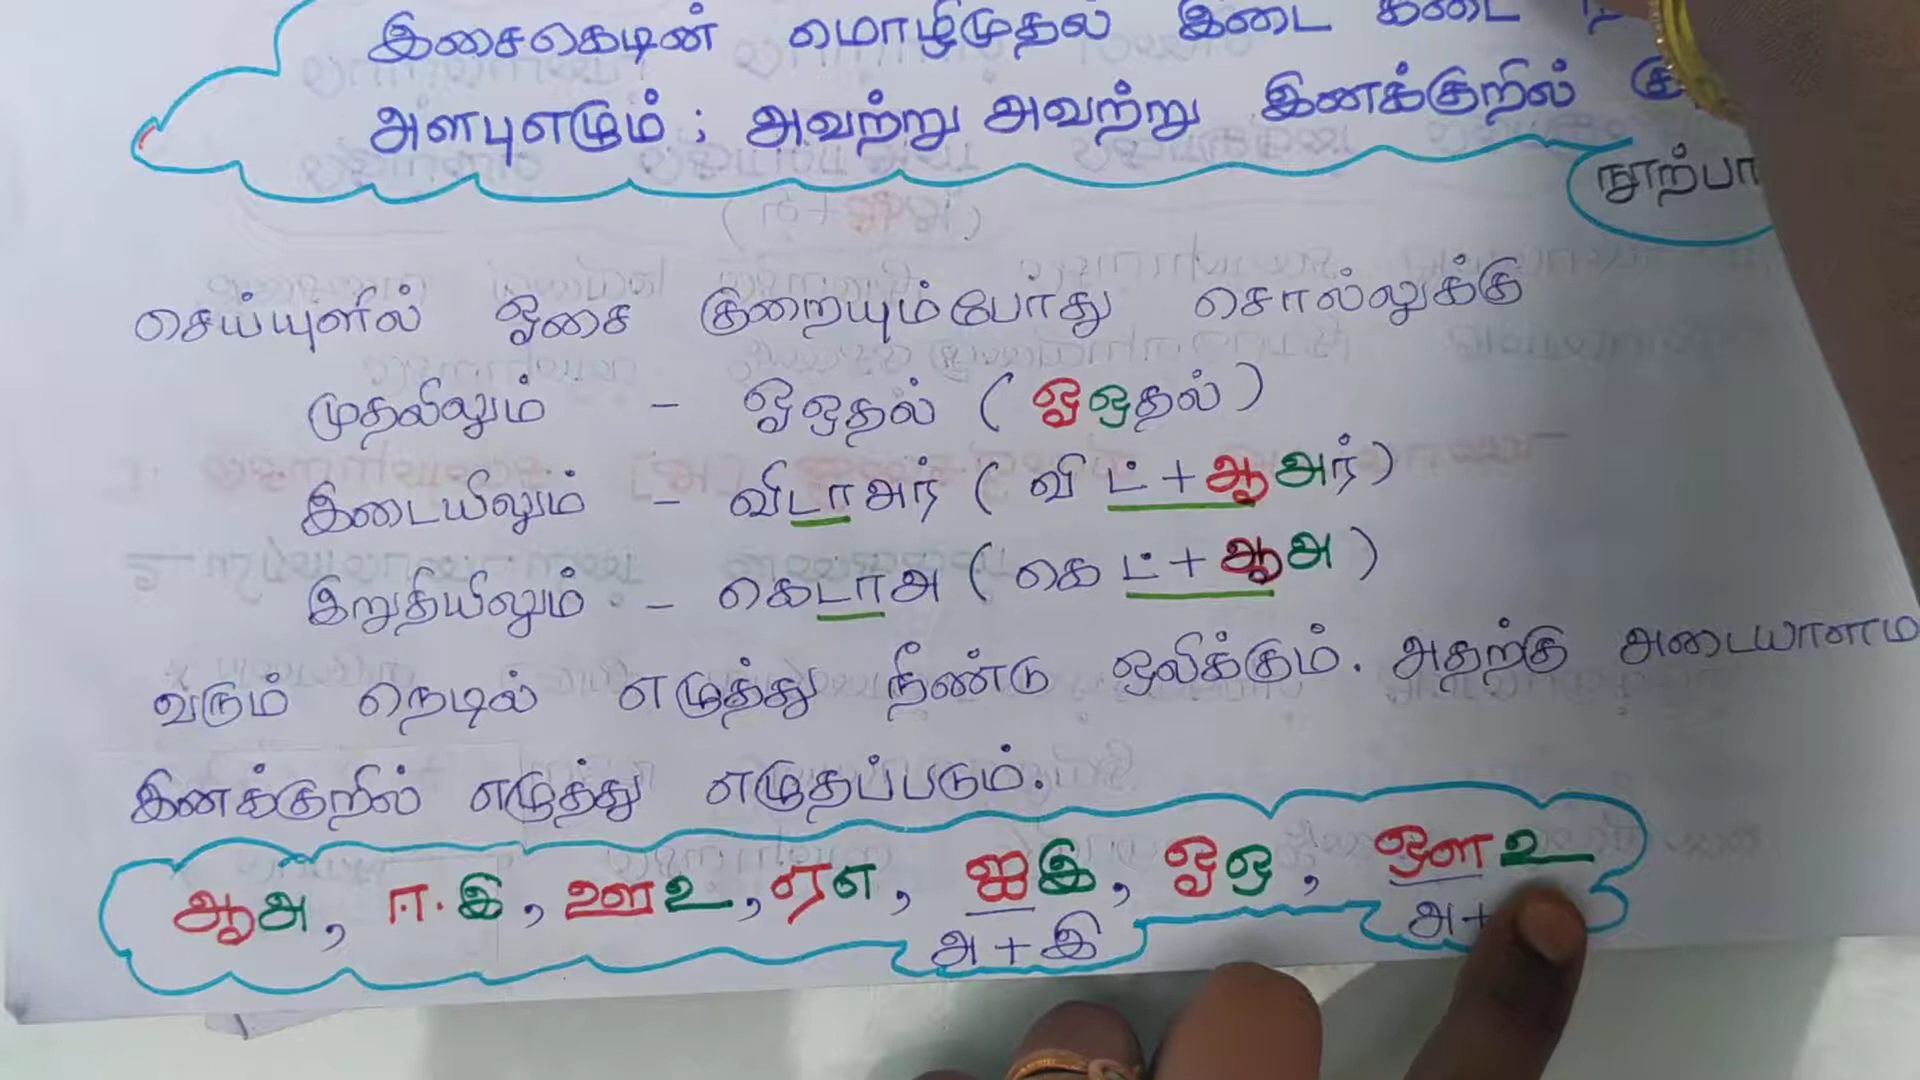 இசைகெடின் மொழிமுதல் இடை கடை
அளபுஎழும் ; அவற்று அவற்று இனக்குறில்
நூற்பா
செய்யுளில் ஓசை குறையும்போது சொல்லுக்கு
முதலிலும் - ஓஒதல் ( ஓஒதல் )
இடையிலும் - விடாஅர் ( வி ட் + ஆஅர் )
இறுதியிலும் - கெடாஅ ( கெ ட் + ஆஅ )
வரும் நெடில் எழுத்து நீண்டு ஒலிக்கும். அதற்கு அடையாளம
இனக்குறில் எழுத்து எழுதப்படும்.
ஆஅ, ஈ.இ, ஊஉ, ஏஎ, ஐஇ, ஓஒ, ஔஉ
அ + இ அ +